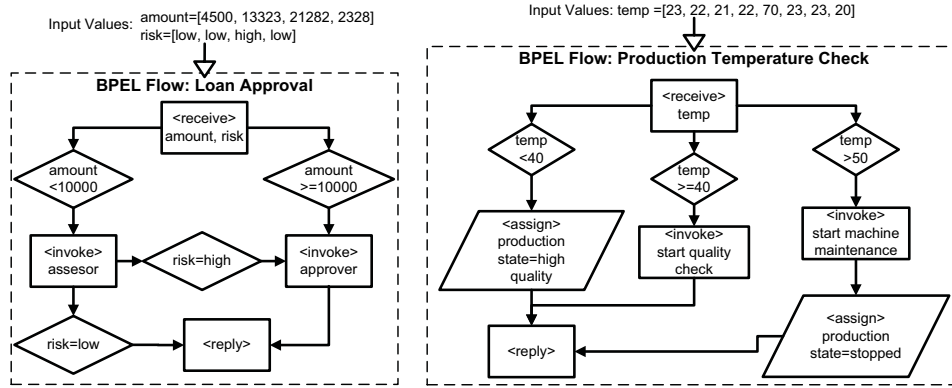 Input Values: amount=[4500, 13323, 21282, 2328]
risk=[low, low, high, low]
BPEL Flow: Loan Approval
<receive>
amount, risk
amount
<10000
amount
>=10000
<invoke>
assesor
risk=high
<invoke>
approver
risk=low
<reply>
Input Values: temp =[23, 22, 21, 22, 70, 23, 23, 20]
BPEL Flow: Production Temperature Check
<receive>
temp
temp
<40
temp
>=40
temp
>50
<assign>
production
state=high
quality
<invoke>
start quality
check
<invoke>
start machine
maintenance
<reply>
<assign>
production
state=stopped